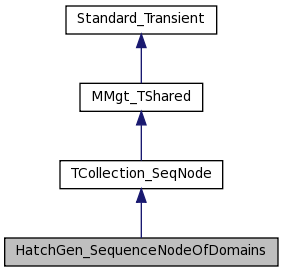 Standard_Transient
MMgt_TShared
TCollection_SeqNode
HatchGen_SequenceNodeOfDomains